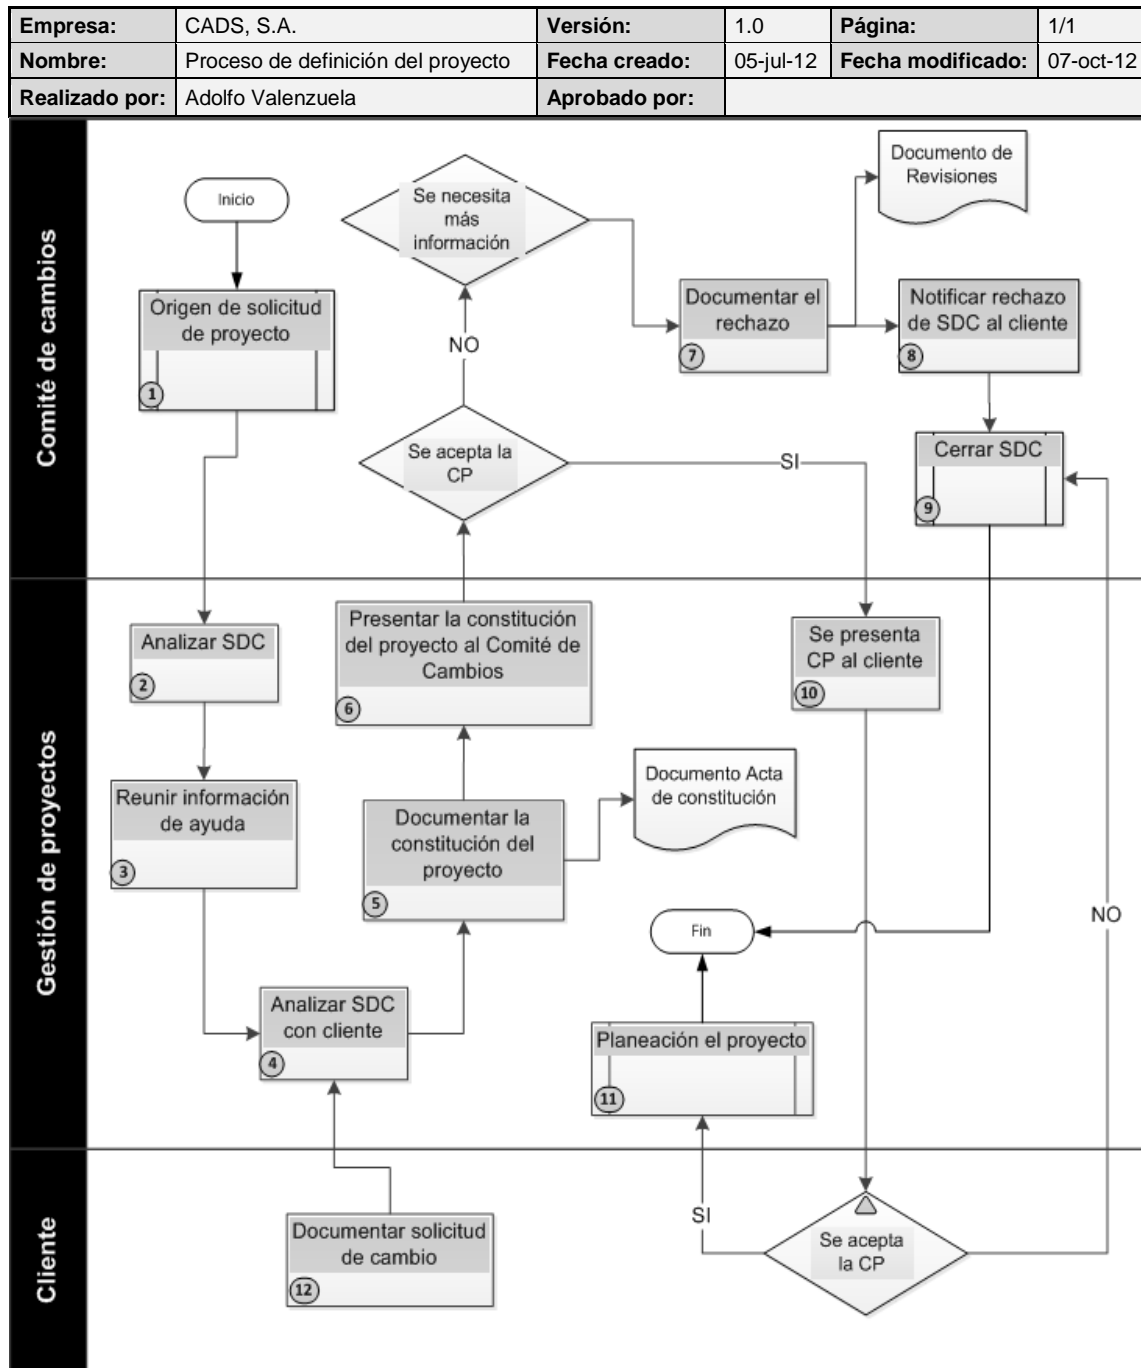 Empresa: CADS, S.A. Versión: 1.0 Página: 1/1
Nombre: Proceso de definición del proyecto Fecha creado: 05-jul-12 Fecha modificado: 07-oct-12
Realizado por: Adolfo Valenzuela Aprobado por:
Comité de cambios
Inicio
Origen de solicitud
de proyecto
1
Se necesita
más
información
NO
Se acepta la
CP
SI
Documento de
Revisiones
Documentar el
rechazo
7
Notificar rechazo
de SDC al cliente
8
Cerrar SDC
9
Gestión de proyectos
Analizar SDC
2
Reunir información
de ayuda
3
Analizar SDC
con cliente
4
Presentar la constitución
del proyecto al Comité de
Cambios
6
Documentar la
constitución del
proyecto
5
Documento Acta
de constitución
Se presenta
CP al cliente
10
Fin
Planeación el proyecto
11
NO
Cliente
Documentar solicitud
de cambio
12
SI
Se acepta
la CP